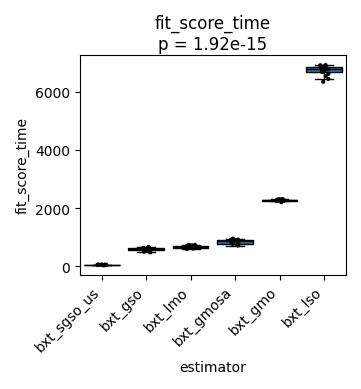 fit_score_time
p = 1.92e-15
fit_score_time
6000
4000
2000
0
bxt_sgso_us
bxt_gso
bxt_lmo
bxt_gmosa
bxt_gmo
bxt_lso
estimator